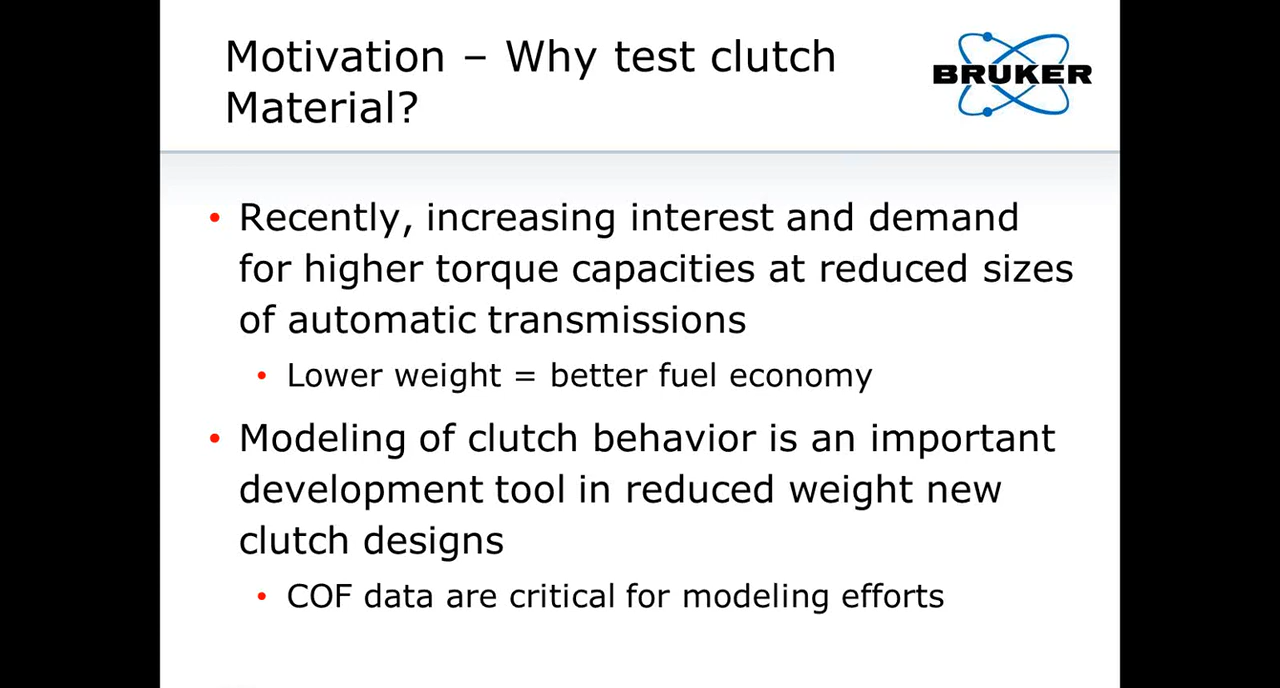 Motivation – Why test clutch
Material?
BRUKER
• Recently, increasing interest and demand
for higher torque capacities at reduced sizes
of automatic transmissions
• Lower weight = better fuel economy
• Modeling of clutch behavior is an important
development tool in reduced weight new
clutch designs
• COF data are critical for modeling efforts